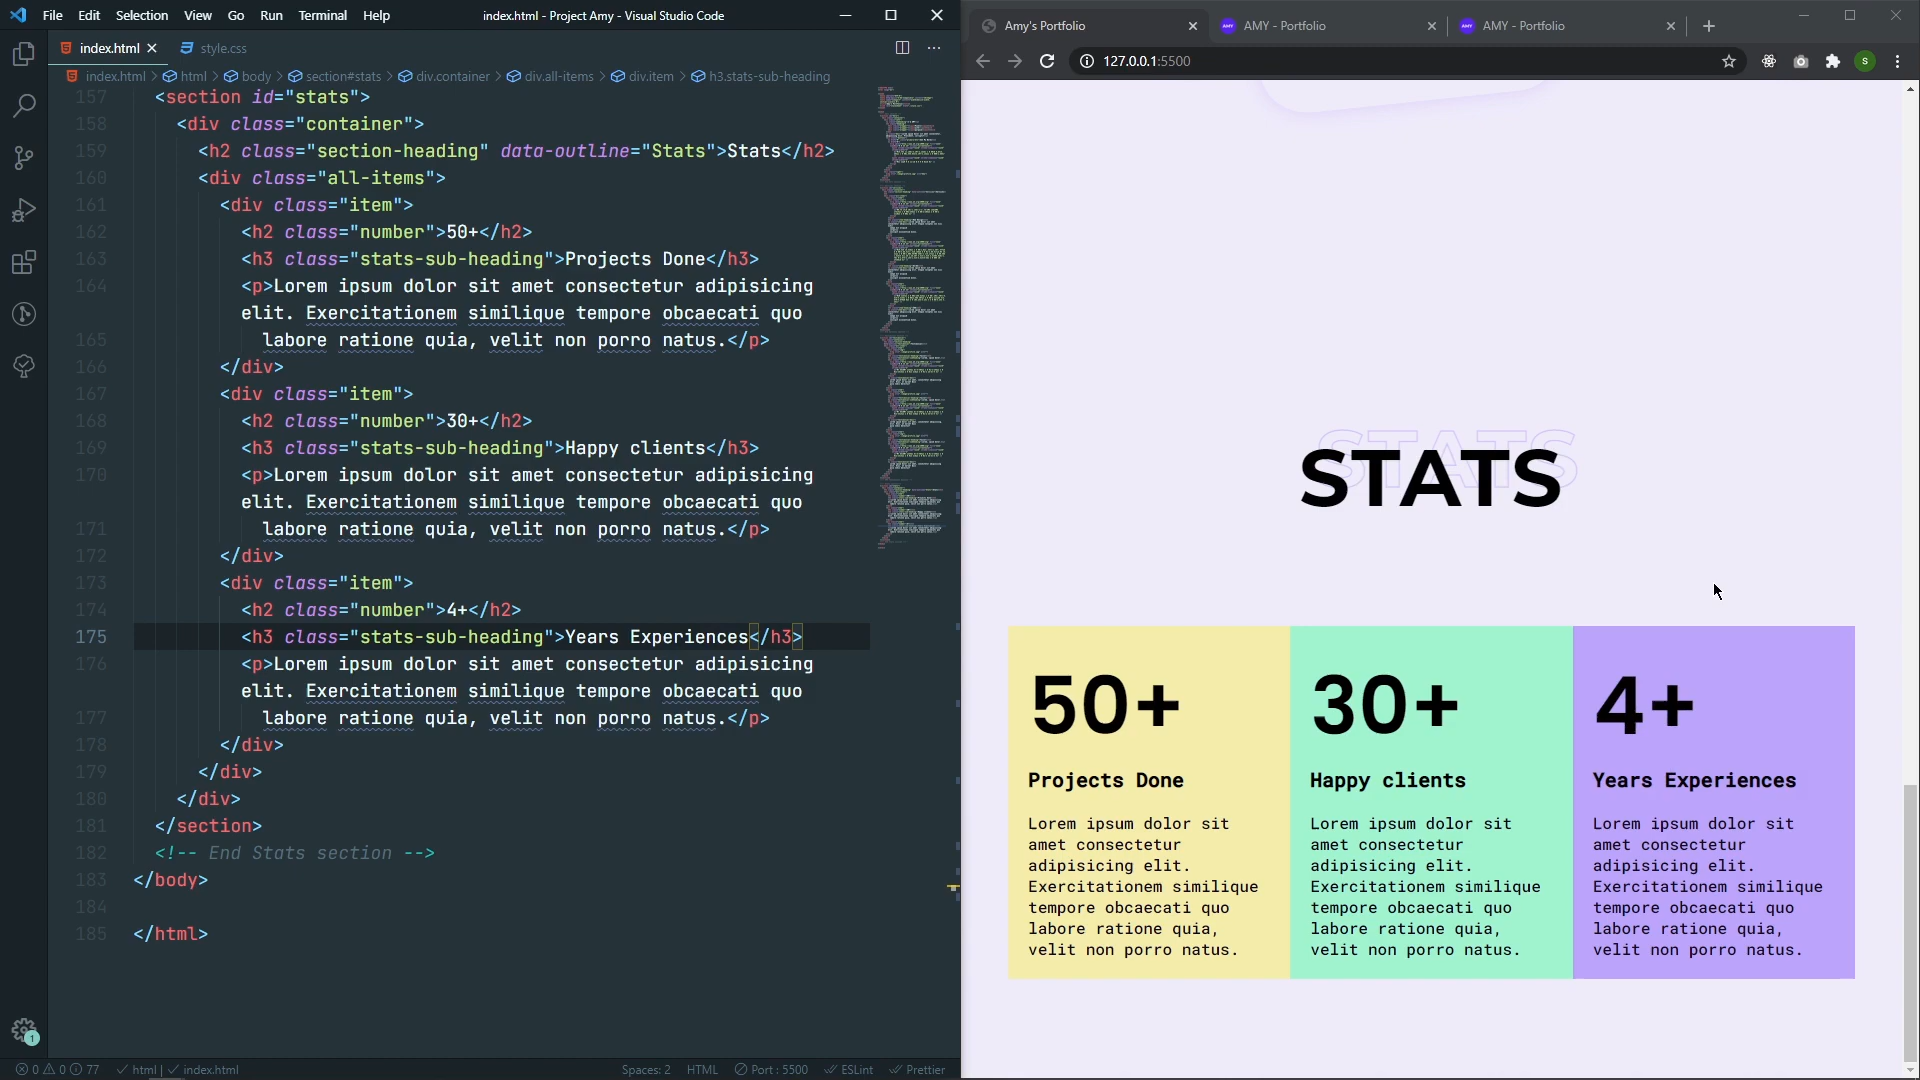 File Edit Selection View Go Run Terminal Help
index.html - Project Amy - Visual Studio Code
index.html
style.css
index.html > html > body > section#stats > div.container > div.all-items > div.item > h3.stats-sub-heading
157 <section id="stats">
158 <div class="container">
159 <h2 class="section-heading" data-outline="Stats">Stats</h2>
160 <div class="all-items">
161 <div class="item">
162 <h2 class="number">50+</h2>
163 <h3 class="stats-sub-heading">Projects Done</h3>
164 <p>Lorem ipsum dolor sit amet consectetur adipisicing
elit. Exercitationem similique tempore obcaecati quo
165 labore ratione quia, velit non porro natus.</p>
166 </div>
167 <div class="item">
168 <h2 class="number">30+</h2>
169 <h3 class="stats-sub-heading">Happy clients</h3>
170 <p>Lorem ipsum dolor sit amet consectetur adipisicing
elit. Exercitationem similique tempore obcaecati quo
171 labore ratione quia, velit non porro natus.</p>
172 </div>
173 <div class="item">
174 <h2 class="number">4+</h2>
175 <h3 class="stats-sub-heading">Years Experiences</h3>
176 <p>Lorem ipsum dolor sit amet consectetur adipisicing
elit. Exercitationem similique tempore obcaecati quo
177 labore ratione quia, velit non porro natus.</p>
178 </div>
179 </div>
180 </div>
181 </section>
182 <!-- End Stats section -->
183 </body>
184
185 </html>
1
0 0 77 html | index.html
Spaces: 2 HTML Port : 5500 ESLint Prettier
Amy's Portfolio
AMY - Portfolio
AMY - Portfolio
127.0.0.1:5500
S
STATS
STATS
50+
Projects Done
Lorem ipsum dolor sit
amet consectetur
adipisicing elit.
Exercitationem similique
tempore obcaecati quo
labore ratione quia,
velit non porro natus.
30+
Happy clients
Lorem ipsum dolor sit
amet consectetur
adipisicing elit.
Exercitationem similique
tempore obcaecati quo
labore ratione quia,
velit non porro natus.
4+
Years Experiences
Lorem ipsum dolor sit
amet consectetur
adipisicing elit.
Exercitationem similique
tempore obcaecati quo
labore ratione quia,
velit non porro natus.